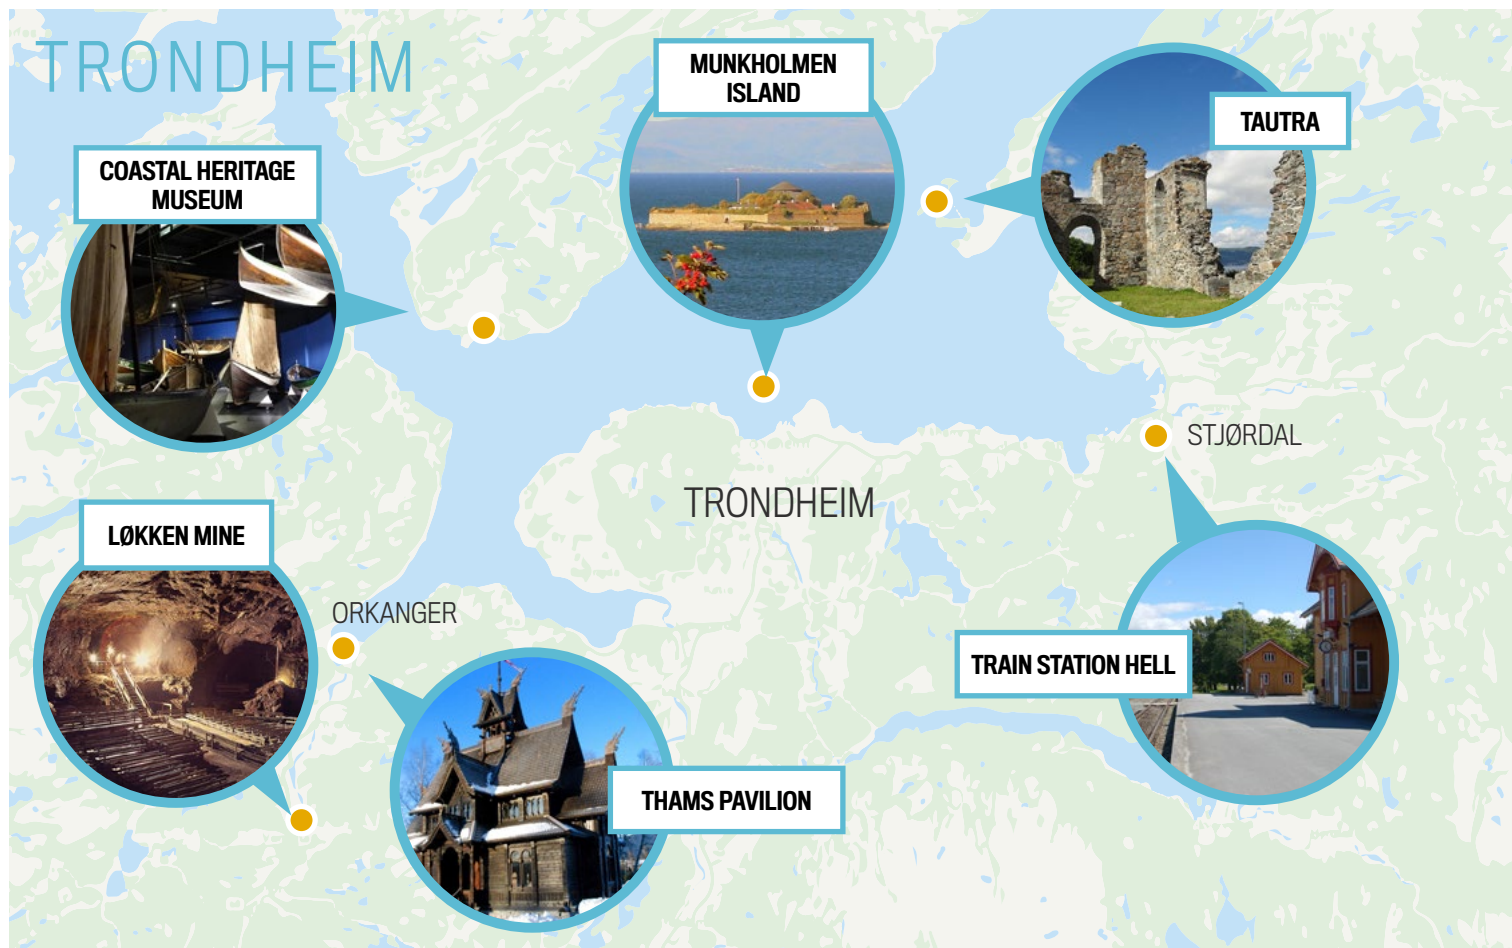 TRONDHEIM
MUNKHOLMEN
ISLAND
TAUTRA
COASTAL HERITAGE
MUSEUM
STJØRDAL
TRONDHEIM
LØKKEN MINE
ORKANGER
TRAIN STATION HELL
THAMS PAVILION